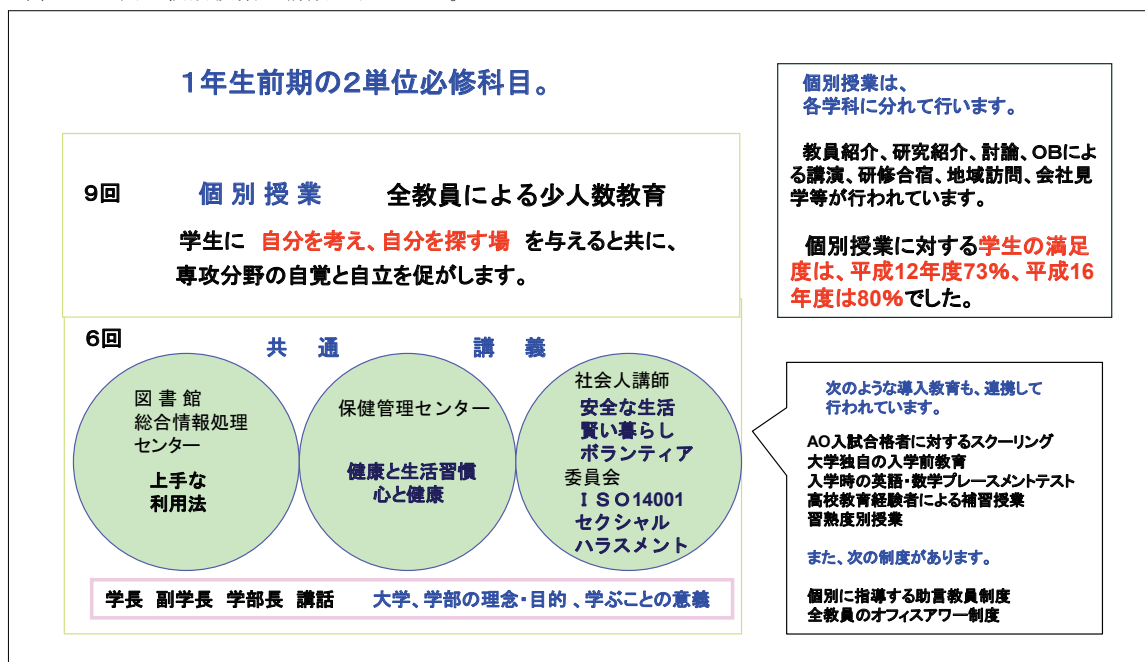 1年生前期の2単位必修科目。
9回　個 別 授 業　全教員による少人数教育
学生に　自分を考え、自分を探す場　を与えると共に、
専攻分野の自覚と自立を促がします。
6回
共　通　講　義
図 書 館
総合情報処理
センター
上手な
利用法
保健管理センター
健康と生活習慣
心と健康
社会人講師
安全な生活
賢い暮らし
ボランティア
委員会
ＩＳＯ14001
セクシャル
ハラスメント
学長　副学長　学部長　講話　大学、学部の理念・目的 、学ぶことの意義
個別授業は、
各学科に分れて行います。
教員紹介、研究紹介、討論、OBによ
る講演、研修合宿、地域訪問、会社見
学等が行われています。
個別授業に対する学生の満足
度は、平成12年度73%、平成16
年度は80%でした。
次のような導入教育も、連携して
行われています。
AO入試合格者に対するスクーリング
大学独自の入学前教育
入学時の英語・数学プレースメントテスト
高校教育経験者による補習授業
習熟度別授業
また、次の制度があります。
個別に指導する助言教員制度
全教員のオフィスアワー制度